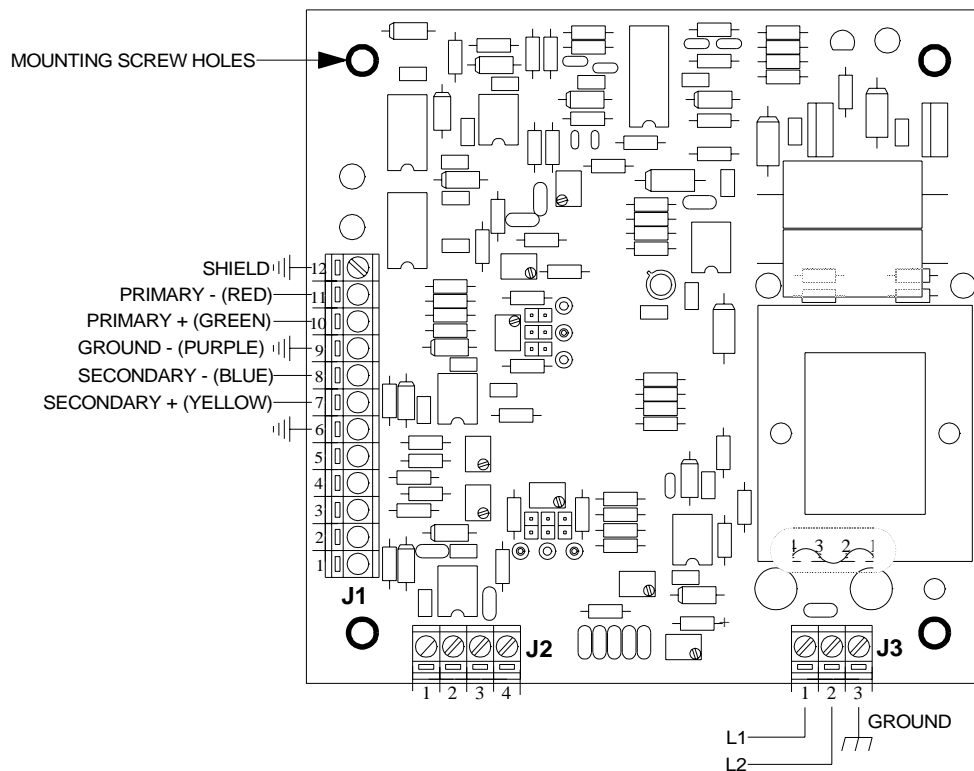 MOUNTING SCREW HOLES
SHIELD 12
PRIMARY - (RED) 11
PRIMARY + (GREEN) 10
GROUND - (PURPLE) 9
SECONDARY - (BLUE) 8
SECONDARY + (YELLOW) 7
6
5
4
3
2
1
J1
4 3 2 1
J2
1 2 3 4
J3
1 2 3
GROUND
L1
L2